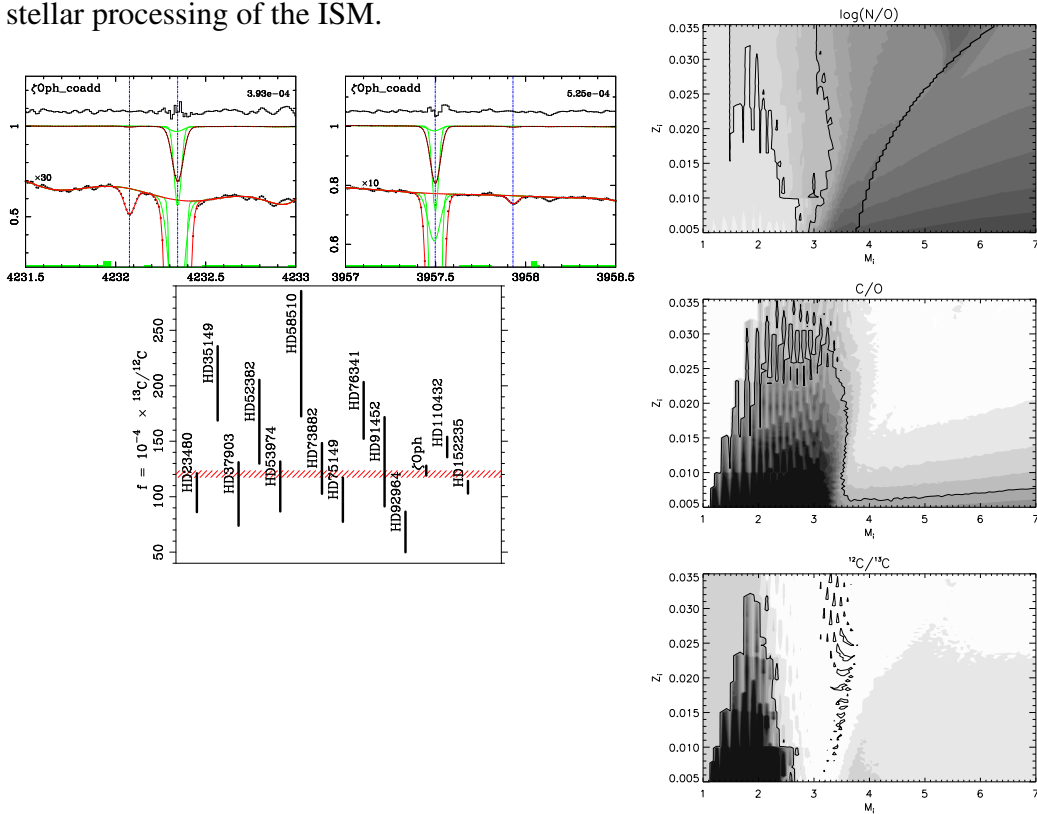 stellar processing of the ISM.
ζOph_coadd
3.93e-04
1
×30
0.5
4231.5 4232 4232.5 4233
ζOph_coadd
5.25e-04
1
0.8
×10
0.6
3957 3957.5 3958 3958.5
f = 10⁻⁴ × ¹³C/¹²C
250
200
150
100
50
HD23480
HD35149
HD37903
HD52382
HD53974
HD58510
HD73882
HD75149
HD76341
HD91452
HD92964
ζOph
HD110432
HD152235
log(N/O)
0.035
0.030
0.025
0.020
0.015
0.010
0.005
Zᵢ
1 2 3 4 5 6 7
Mᵢ
C/O
0.035
0.030
0.025
0.020
0.015
0.010
0.005
Zᵢ
1 2 3 4 5 6 7
Mᵢ
¹²C/¹³C
0.035
0.030
0.025
0.020
0.015
0.010
0.005
Zᵢ
1 2 3 4 5 6 7
Mᵢ